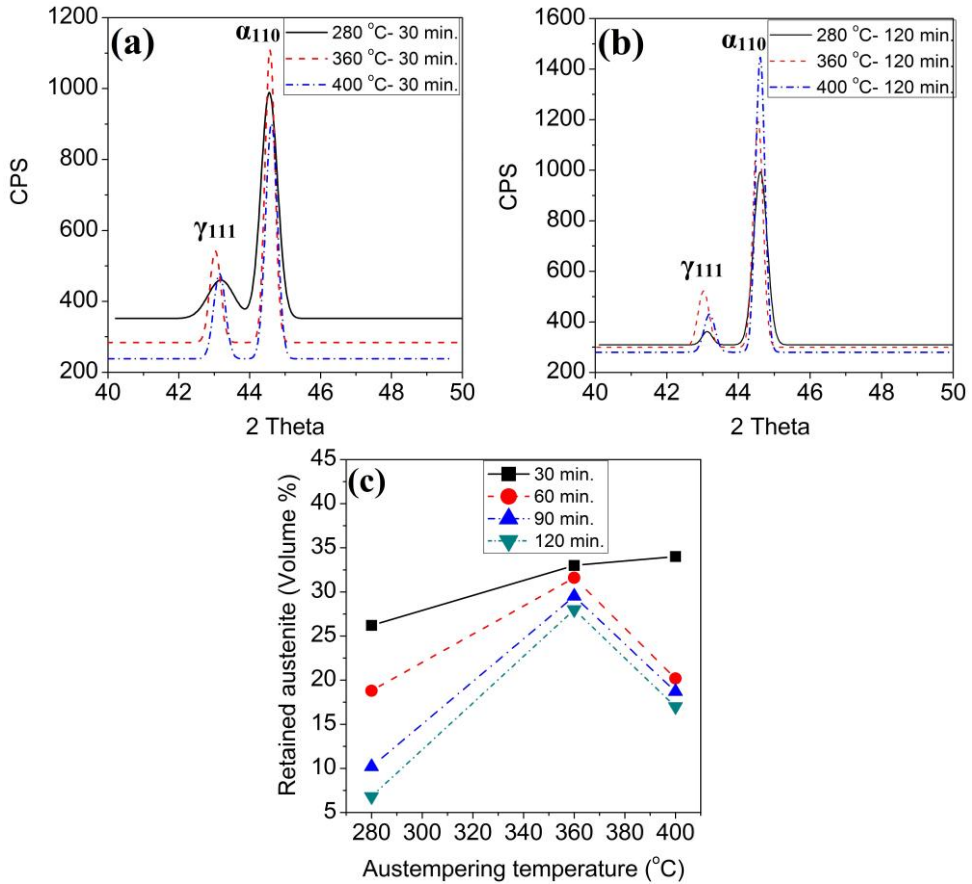 (a)
α110
280 °C- 30 min.
360 °C- 30 min.
400 °C- 30 min.
γ111
CPS
1200
1000
800
600
400
200
40 42 44 46 48 50
2 Theta
(b)
α110
280 °C- 120 min.
360 °C- 120 min.
400 °C- 120 min.
γ111
CPS
1600
1400
1200
1000
800
600
400
200
40 42 44 46 48 50
2 Theta
(c)
30 min.
60 min.
90 min.
120 min.
Retained austenite (Volume %)
45
40
35
30
25
20
15
10
5
280 300 320 340 360 380 400
Austempering temperature (°C)